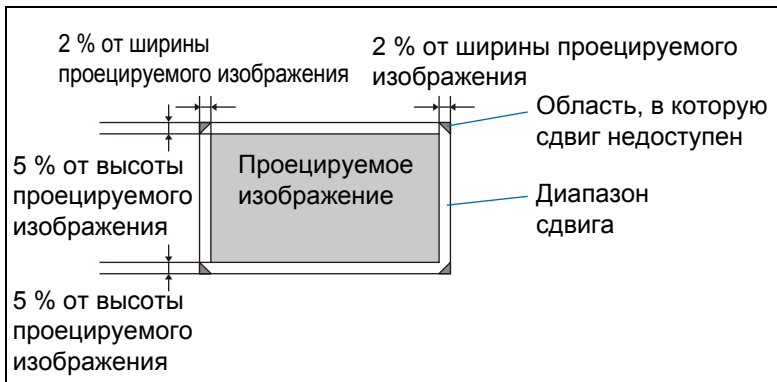 2 % от ширины
проецируемого изображения
2 % от ширины проецируемого
изображения
Область, в которую
сдвиг недоступен
5 % от высоты
проецируемого
изображения
Проецируемое
изображение
Диапазон
сдвига
5 % от высоты
проецируемого
изображения